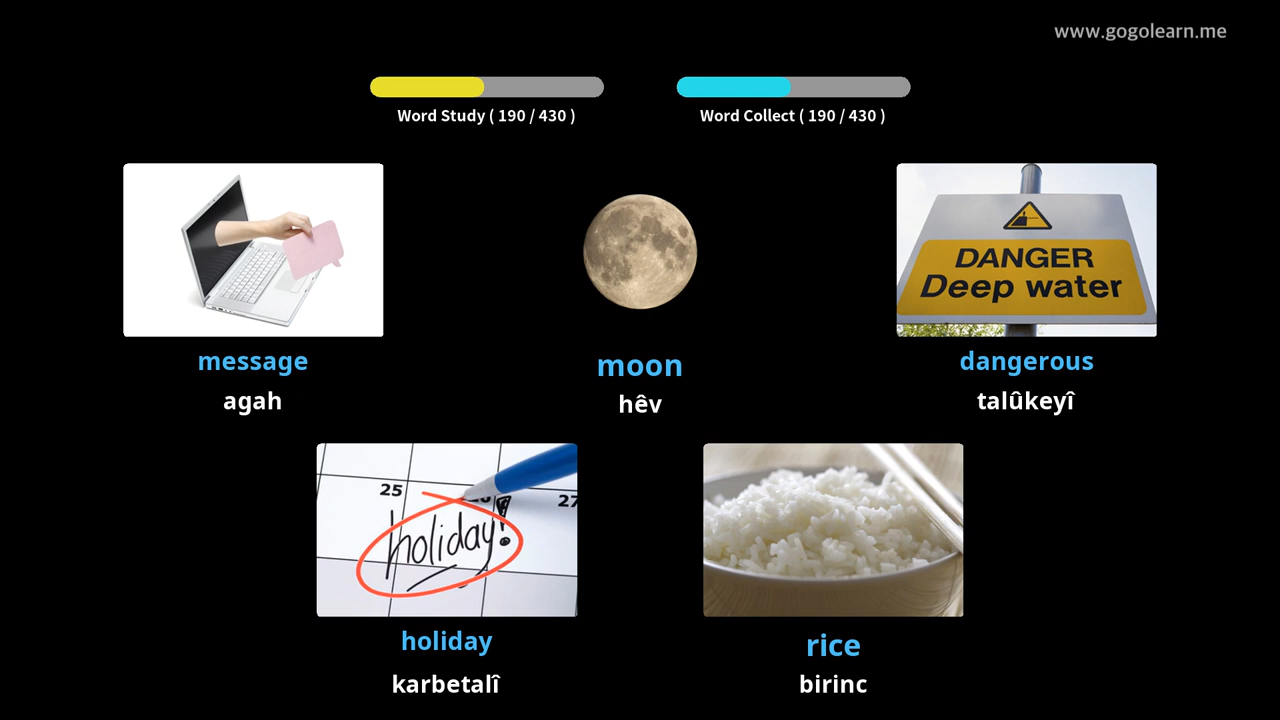 www.gogolearn.me
Word Study ( 190 / 430 )
Word Collect ( 190 / 430 )
DANGER
Deep water
message
agah
moon
hêv
dangerous
talûkeyî
25
27
holiday!
holiday
karbetalî
rice
birinc